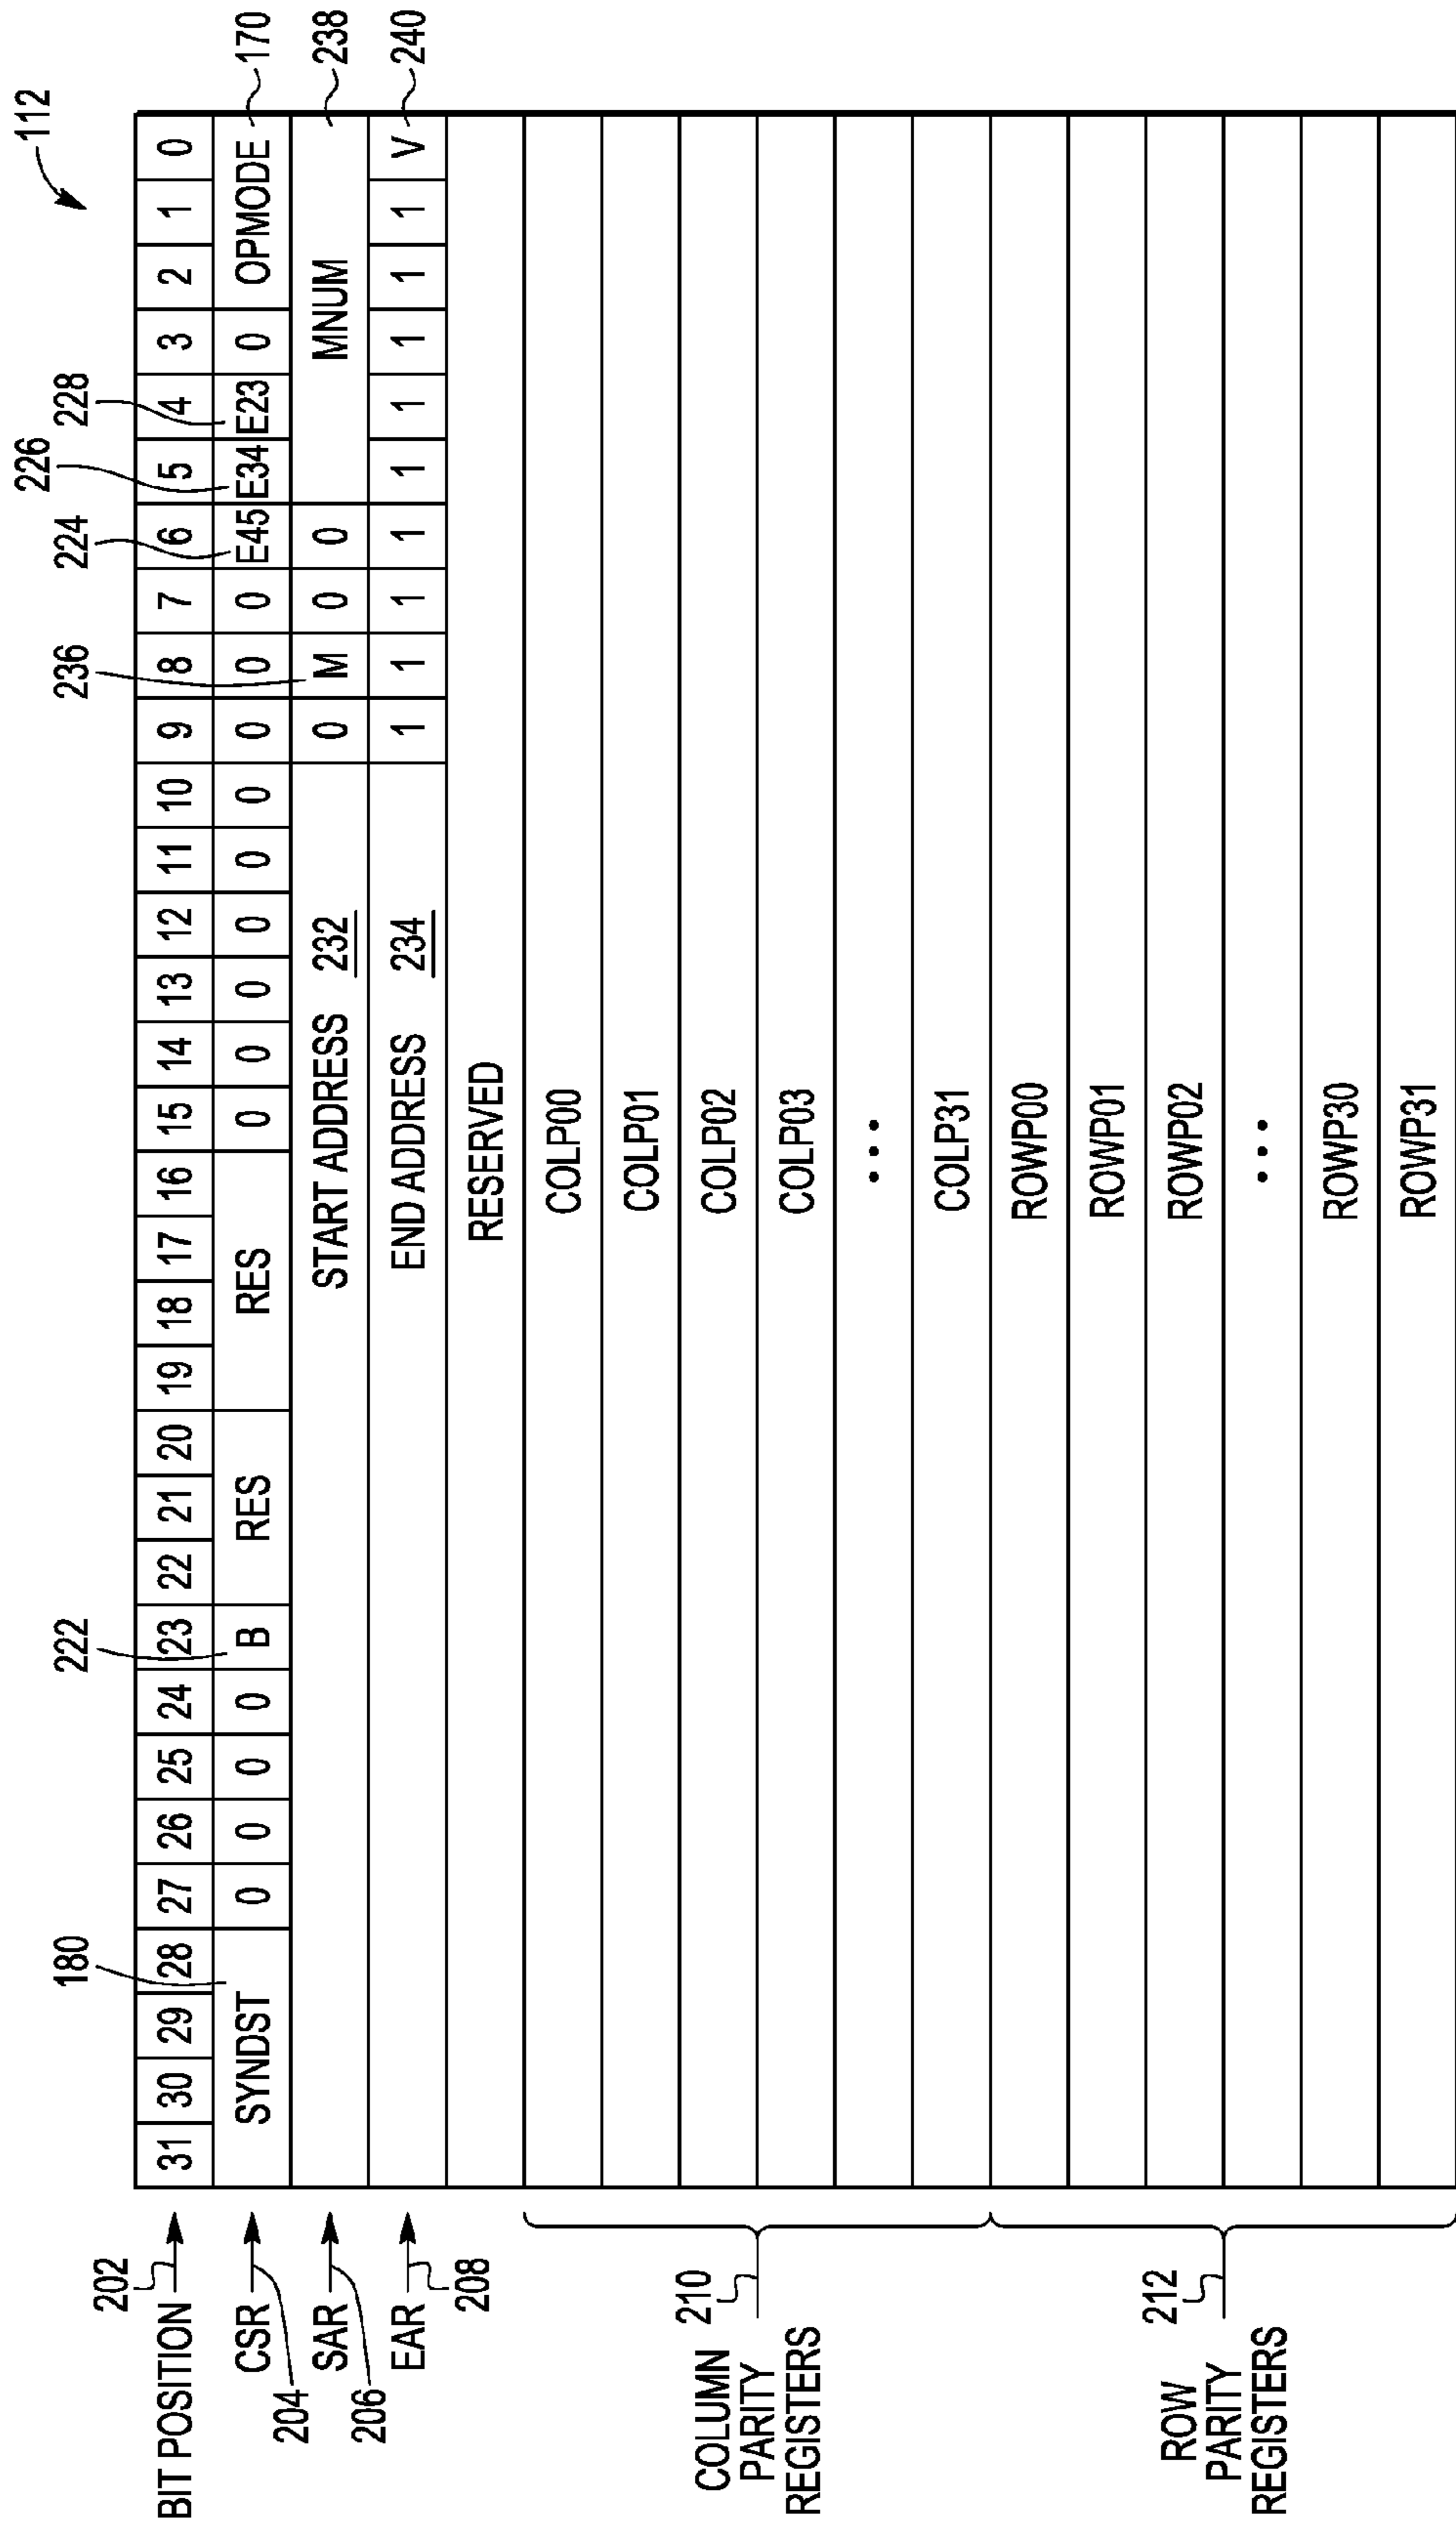 112
222 236 224 226 228
180
BIT POSITION 202 31 30 29 28 27 26 25 24 23 22 21 20 19 18 17 16 15 14 13 12 11 10 9 8 7 6 5 4 3 2 1 0
CSR 204 SYNDST 0 0 0 0 B RES RES 0 0 0 0 0 0 0 0 0 E45 E34 E23 0 OPMODE 170
SAR 206 START ADDRESS 232 0 M 0 0 MNUM 238
EAR 208 END ADDRESS 234 1 1 1 1 1 1 1 1 1 V 240
RESERVED
COLUMN PARITY REGISTERS 210
COLP00
COLP01
COLP02
COLP03
•••
COLP31
ROW PARITY REGISTERS 212
ROWP00
ROWP01
ROWP02
•••
ROWP30
ROWP31